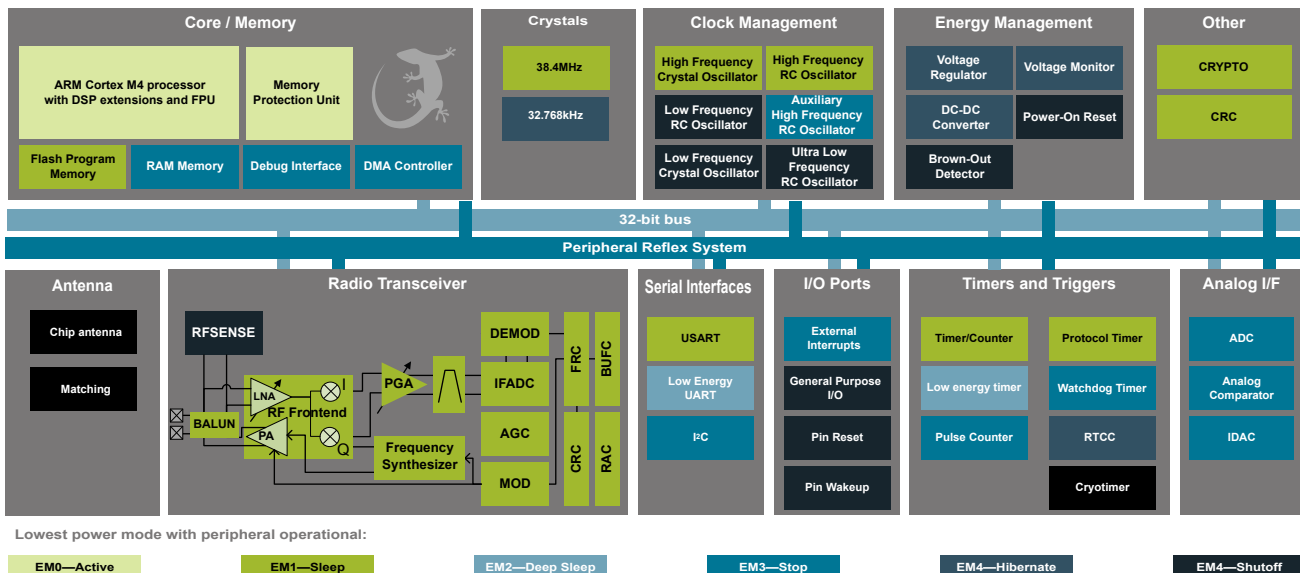 Core / Memory
ARM Cortex M4 processor
with DSP extensions and FPU
Memory
Protection Unit
Flash Program
Memory
RAM Memory
Debug Interface
DMA Controller
Crystals
38.4MHz
32.768kHz
Clock Management
High Frequency
Crystal Oscillator
High Frequency
RC Oscillator
Low Frequency
RC Oscillator
Auxiliary
High Frequency
RC Oscillator
Low Frequency
Crystal Oscillator
Ultra Low
Frequency
RC Oscillator
Energy Management
Voltage
Regulator
Voltage Monitor
DC-DC
Converter
Power-On Reset
Brown-Out
Detector
Other
CRYPTO
CRC
32-bit bus
Peripheral Reflex System
Antenna
Chip antenna
Matching
Radio Transceiver
RFSENSE
BALUN
LNA
RF Frontend
PA
I
Q
PGA
Frequency
Synthesizer
DEMOD
IFADC
AGC
MOD
FRC
BUFC
CRC
RAC
Serial Interfaces
USART
Low Energy
UART
I²C
I/O Ports
External
Interrupts
General Purpose
I/O
Pin Reset
Pin Wakeup
Timers and Triggers
Timer/Counter
Protocol Timer
Low energy timer
Watchdog Timer
Pulse Counter
RTCC
Cryotimer
Analog I/F
ADC
Analog
Comparator
IDAC
Lowest power mode with peripheral operational:
EM0—Active
EM1—Sleep
EM2—Deep Sleep
EM3—Stop
EM4—Hibernate
EM4—Shutoff